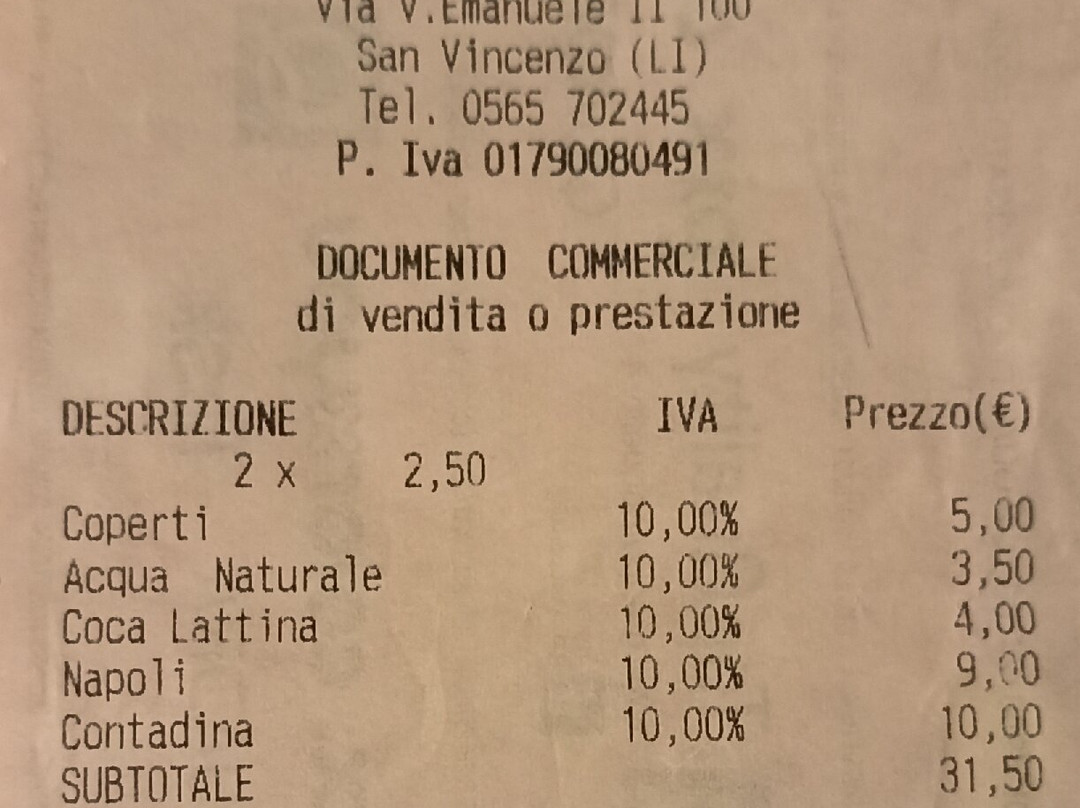 Via V.Emanuele II 100
San Vincenzo (LI)
Tel. 0565 702445
P. Iva 01790080491
DOCUMENTO COMMERCIALE
di vendita o prestazione
DESCRIZIONE IVA Prezzo(€)
2 x 2,50
Coperti 10,00% 5,00
Acqua Naturale 10,00% 3,50
Coca Lattina 10,00% 4,00
Napoli 10,00% 9,00
Contadina 10,00% 10,00
SUBTOTALE 31,50